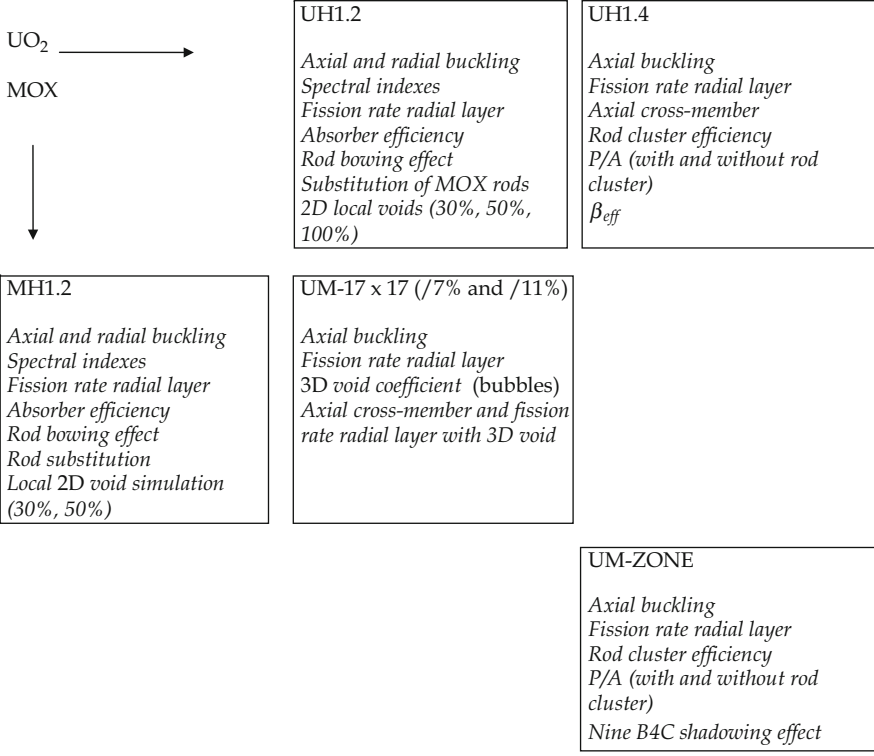 UO₂
MOX
UH1.2
Axial and radial buckling
Spectral indexes
Fission rate radial layer
Absorber efficiency
Rod bowing effect
Substitution of MOX rods
2D local voids (30%, 50%,
100%)
UH1.4
Axial buckling
Fission rate radial layer
Axial cross-member
Rod cluster efficiency
P/A (with and without rod
cluster)
βeff
MH1.2
Axial and radial buckling
Spectral indexes
Fission rate radial layer
Absorber efficiency
Rod bowing effect
Rod substitution
Local 2D void simulation
(30%, 50%)
UM-17 x 17 (/7% and /11%)
Axial buckling
Fission rate radial layer
3D void coefficient (bubbles)
Axial cross-member and fission
rate radial layer with 3D void
UM-ZONE
Axial buckling
Fission rate radial layer
Rod cluster efficiency
P/A (with and without rod
cluster)
Nine B4C shadowing effect